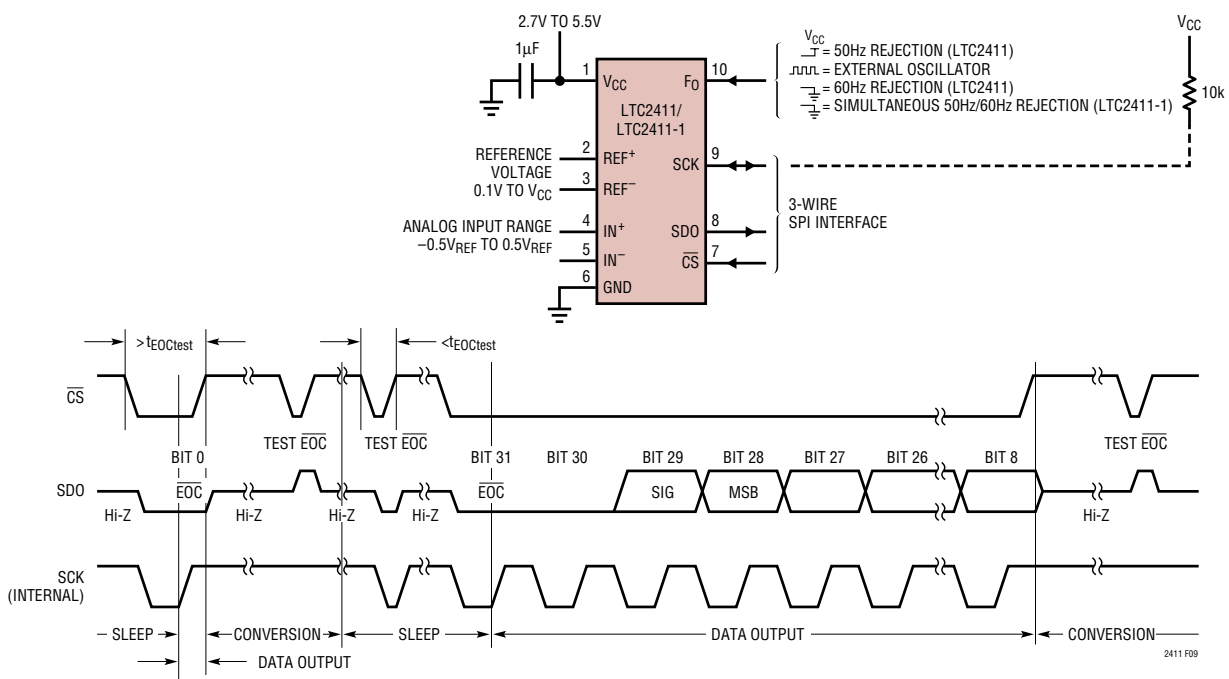 2.7V TO 5.5V
1µF
VCC
1
VCC
FO
10
LTC2411/
LTC2411-1
VCC
= 50Hz REJECTION (LTC2411)
= EXTERNAL OSCILLATOR
= 60Hz REJECTION (LTC2411)
= SIMULTANEOUS 50Hz/60Hz REJECTION (LTC2411-1)
10k
REFERENCE
VOLTAGE
0.1V TO VCC
2
REF+
SCK
9
3
REF–
3-WIRE
SPI INTERFACE
ANALOG INPUT RANGE
–0.5VREF TO 0.5VREF
4
IN+
SDO
8
5
IN–
CS
7
6
GND
>tEOCtest
<tEOCtest
CS
TEST EOC
TEST EOC
TEST EOC
BIT 0
BIT 31
BIT 30
BIT 29
BIT 28
BIT 27
BIT 26
BIT 8
SDO
EOC
EOC
SIG
MSB
Hi-Z
Hi-Z
Hi-Z
Hi-Z
Hi-Z
SCK
(INTERNAL)
SLEEP
CONVERSION
SLEEP
DATA OUTPUT
CONVERSION
DATA OUTPUT
2411 F09